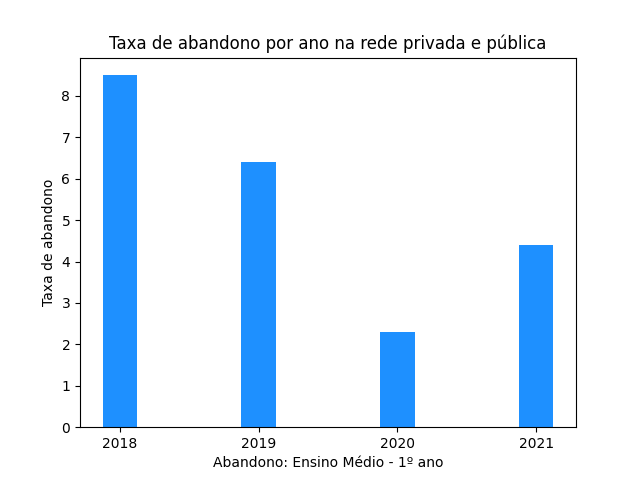 Taxa de abandono por ano na rede privada e pública
8
7
6
5
4
3
2
1
0
Taxa de abandono
2018 2019 2020 2021
Abandono: Ensino Médio - 1º ano